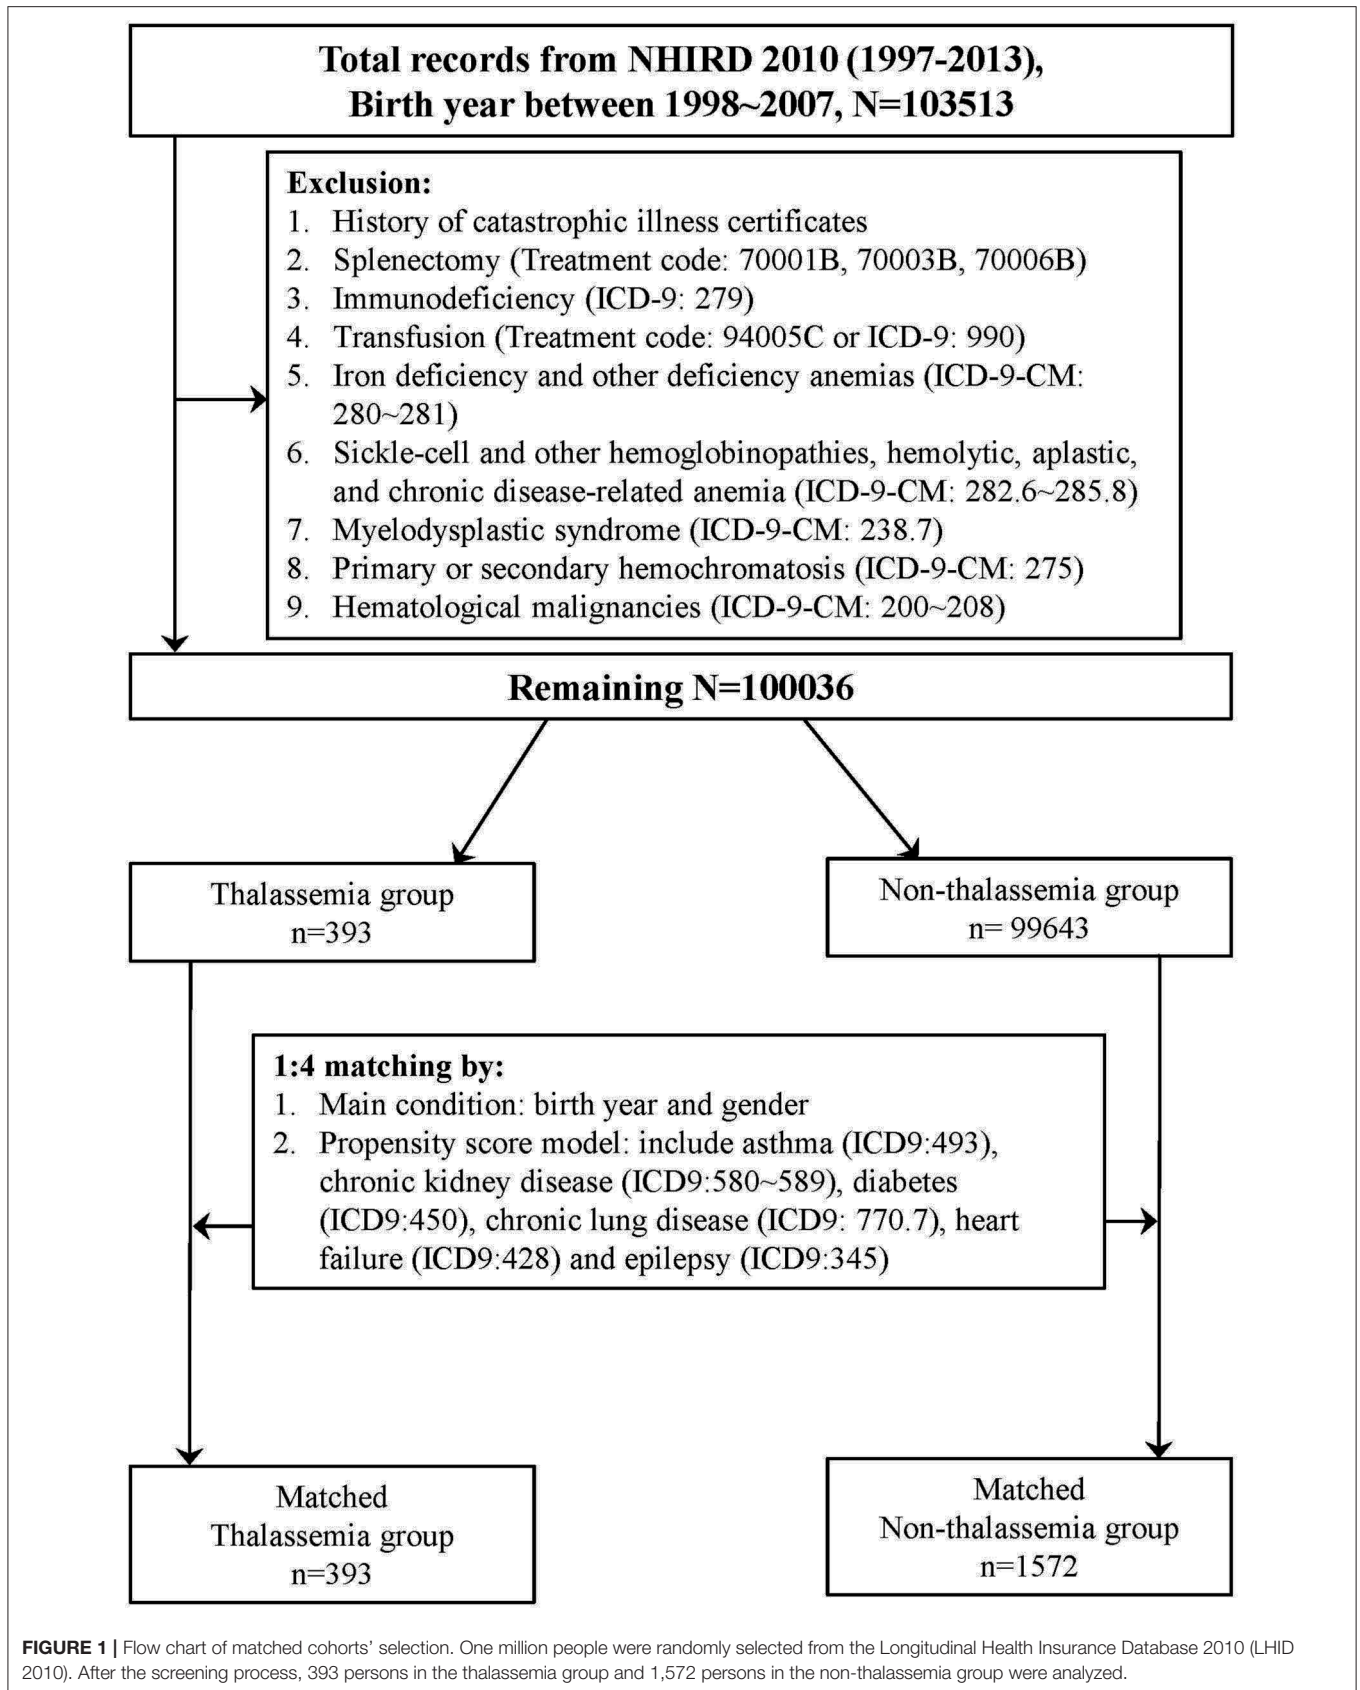 Total records from NHIRD 2010 (1997-2013),
Birth year between 1998~2007, N=103513
Exclusion:
1. History of catastrophic illness certificates
2. Splenectomy (Treatment code: 70001B, 70003B, 70006B)
3. Immunodeficiency (ICD-9: 279)
4. Transfusion (Treatment code: 94005C or ICD-9: 990)
5. Iron deficiency and other deficiency anemias (ICD-9-CM:
280~281)
6. Sickle-cell and other hemoglobinopathies, hemolytic, aplastic,
and chronic disease-related anemia (ICD-9-CM: 282.6~285.8)
7. Myelodysplastic syndrome (ICD-9-CM: 238.7)
8. Primary or secondary hemochromatosis (ICD-9-CM: 275)
9. Hematological malignancies (ICD-9-CM: 200~208)
Remaining N=100036
Thalassemia group
n=393
Non-thalassemia group
n= 99643
1:4 matching by:
1. Main condition: birth year and gender
2. Propensity score model: include asthma (ICD9:493),
chronic kidney disease (ICD9:580~589), diabetes
(ICD9:450), chronic lung disease (ICD9: 770.7), heart
failure (ICD9:428) and epilepsy (ICD9:345)
Matched
Thalassemia group
n=393
Matched
Non-thalassemia group
n=1572
FIGURE 1 | Flow chart of matched cohorts' selection. One million people were randomly selected from the Longitudinal Health Insurance Database 2010 (LHID
2010). After the screening process, 393 persons in the thalassemia group and 1,572 persons in the non-thalassemia group were analyzed.